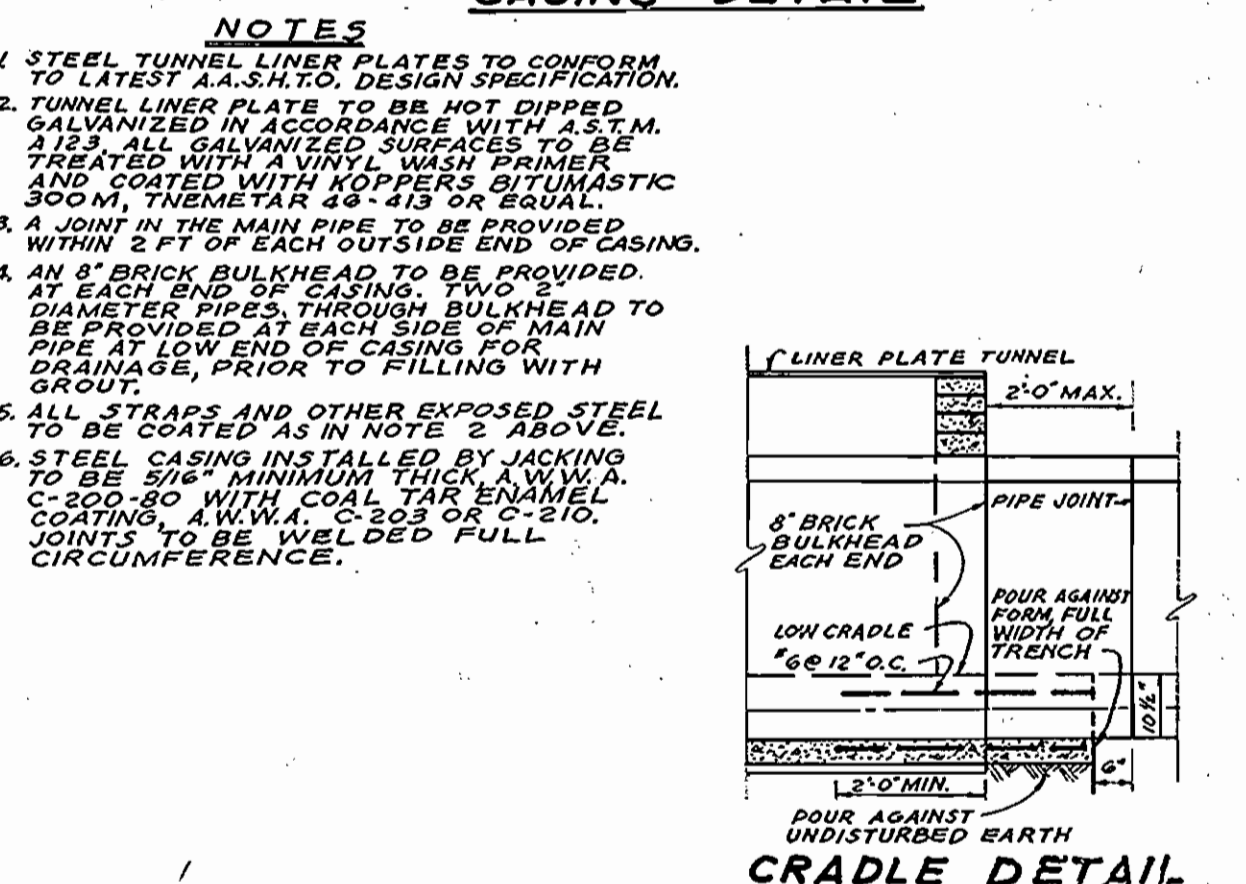 CASING DETAIL
NOTES
1. STEEL TUNNEL LINER PLATES TO CONFORM
TO LATEST A.A.S.H.T.O. DESIGN SPECIFICATION.
2. TUNNEL LINER PLATE TO BE HOT DIPPED
GALVANIZED IN ACCORDANCE WITH A.S.T.M.
A 123. ALL GALVANIZED SURFACES TO BE
TREATED WITH A VINYL WASH PRIMER
AND COATED WITH KOPPERS BITUMASTIC
300M, TNEMETAR 46-413 OR EQUAL.
3. A JOINT IN THE MAIN PIPE TO BE PROVIDED
WITHIN 2 FT OF EACH OUTSIDE END OF CASING.
4. AN 8" BRICK BULKHEAD TO BE PROVIDED.
AT EACH END OF CASING. TWO 2"
DIAMETER PIPES, THROUGH BULKHEAD TO
BE PROVIDED AT EACH SIDE OF MAIN
PIPE AT LOW END OF CASING FOR
DRAINAGE, PRIOR TO FILLING WITH
GROUT.
5. ALL STRAPS AND OTHER EXPOSED STEEL
TO BE COATED AS IN NOTE 2 ABOVE.
6. STEEL CASING INSTALLED BY JACKING
TO BE 5/16" MINIMUM THICK, A.W.W.A.
C-200-80 WITH COAL TAR ENAMEL
COATING, A.W.W.A. C-203 OR C-210.
JOINTS TO BE WELDED FULL
CIRCUMFERENCE.
LINER PLATE TUNNEL
2'-0" MAX.
PIPE JOINT
8" BRICK
BULKHEAD
EACH END
POUR AGAINST
FORM, FULL
WIDTH OF
TRENCH
LOW CRADLE
#6 @ 12" O.C.
10 1/2"
6"
2'-0" MIN.
POUR AGAINST
UNDISTURBED EARTH
CRADLE DETAIL